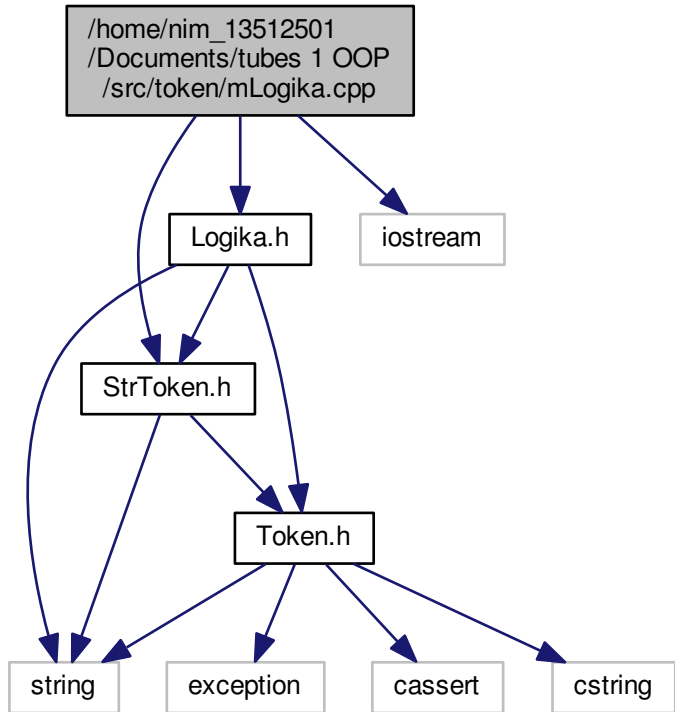 /home/nim_13512501
/Documents/tubes 1 OOP
/src/token/mLogika.cpp
Logika.h
iostream
StrToken.h
Token.h
string
exception
cassert
cstring